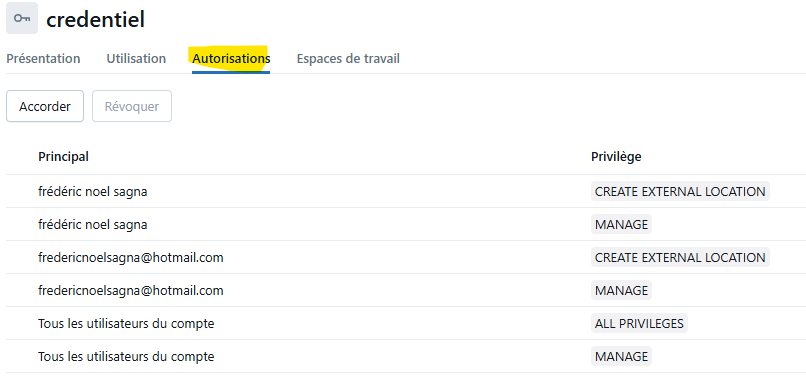 credentiel
Présentation Utilisation Autorisations Espaces de travail
Accorder Révoquer
Principal Privilège
frédéric noel sagna CREATE EXTERNAL LOCATION
frédéric noel sagna MANAGE
fredericnoelsagna@hotmail.com CREATE EXTERNAL LOCATION
fredericnoelsagna@hotmail.com MANAGE
Tous les utilisateurs du compte ALL PRIVILEGES
Tous les utilisateurs du compte MANAGE